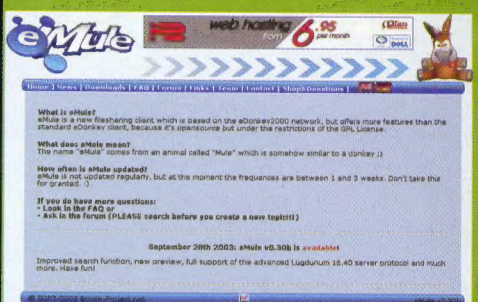 eMule
web hosting
from 6.95
per month
DELL
Home | News | Downloads | FAQ | Forum | Links | Team | Contact | Shop&Donations |
What is eMule?
eMule is a new filesharing client which is based on the eDonkey2000 network, but offers more features than the
standard eDonkey client, because it's opensource but under the restrictions of the GPL License.
What does eMule mean?
The name "eMule" comes from an animal called "Mule" which is somehow similar to a donkey ;)
How often is eMule updated?
eMule is not updated regularly, but at the moment the frequances are between 1 and 3 weeks. Don't take this
for granted. :)
If you do have more questions:
• Look in the FAQ or
• Ask in the forum (PLEASE search before you create a new topic!!!)
September 20th 2003: eMule v0.30b is available!
Improved search function, new preview, full support of the advanced Lugdunum 16.40 server protocol and much
more. Have fun!